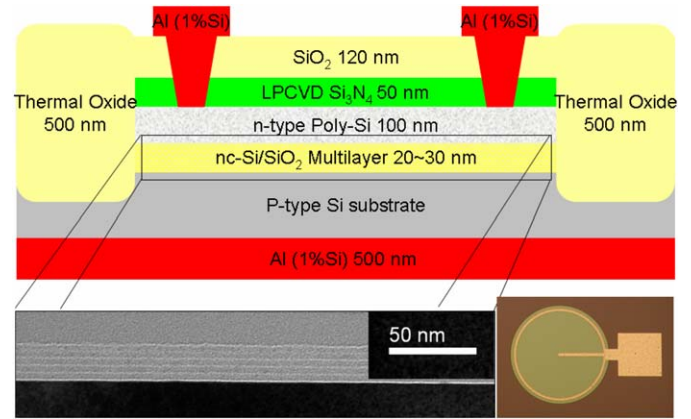 Al (1%Si)
Al (1%Si)
SiO₂ 120 nm
LPCVD Si₃N₄ 50 nm
Thermal Oxide
500 nm
Thermal Oxide
500 nm
n-type Poly-Si 100 nm
nc-Si/SiO₂ Multilayer 20~30 nm
P-type Si substrate
Al (1%Si) 500 nm
50 nm